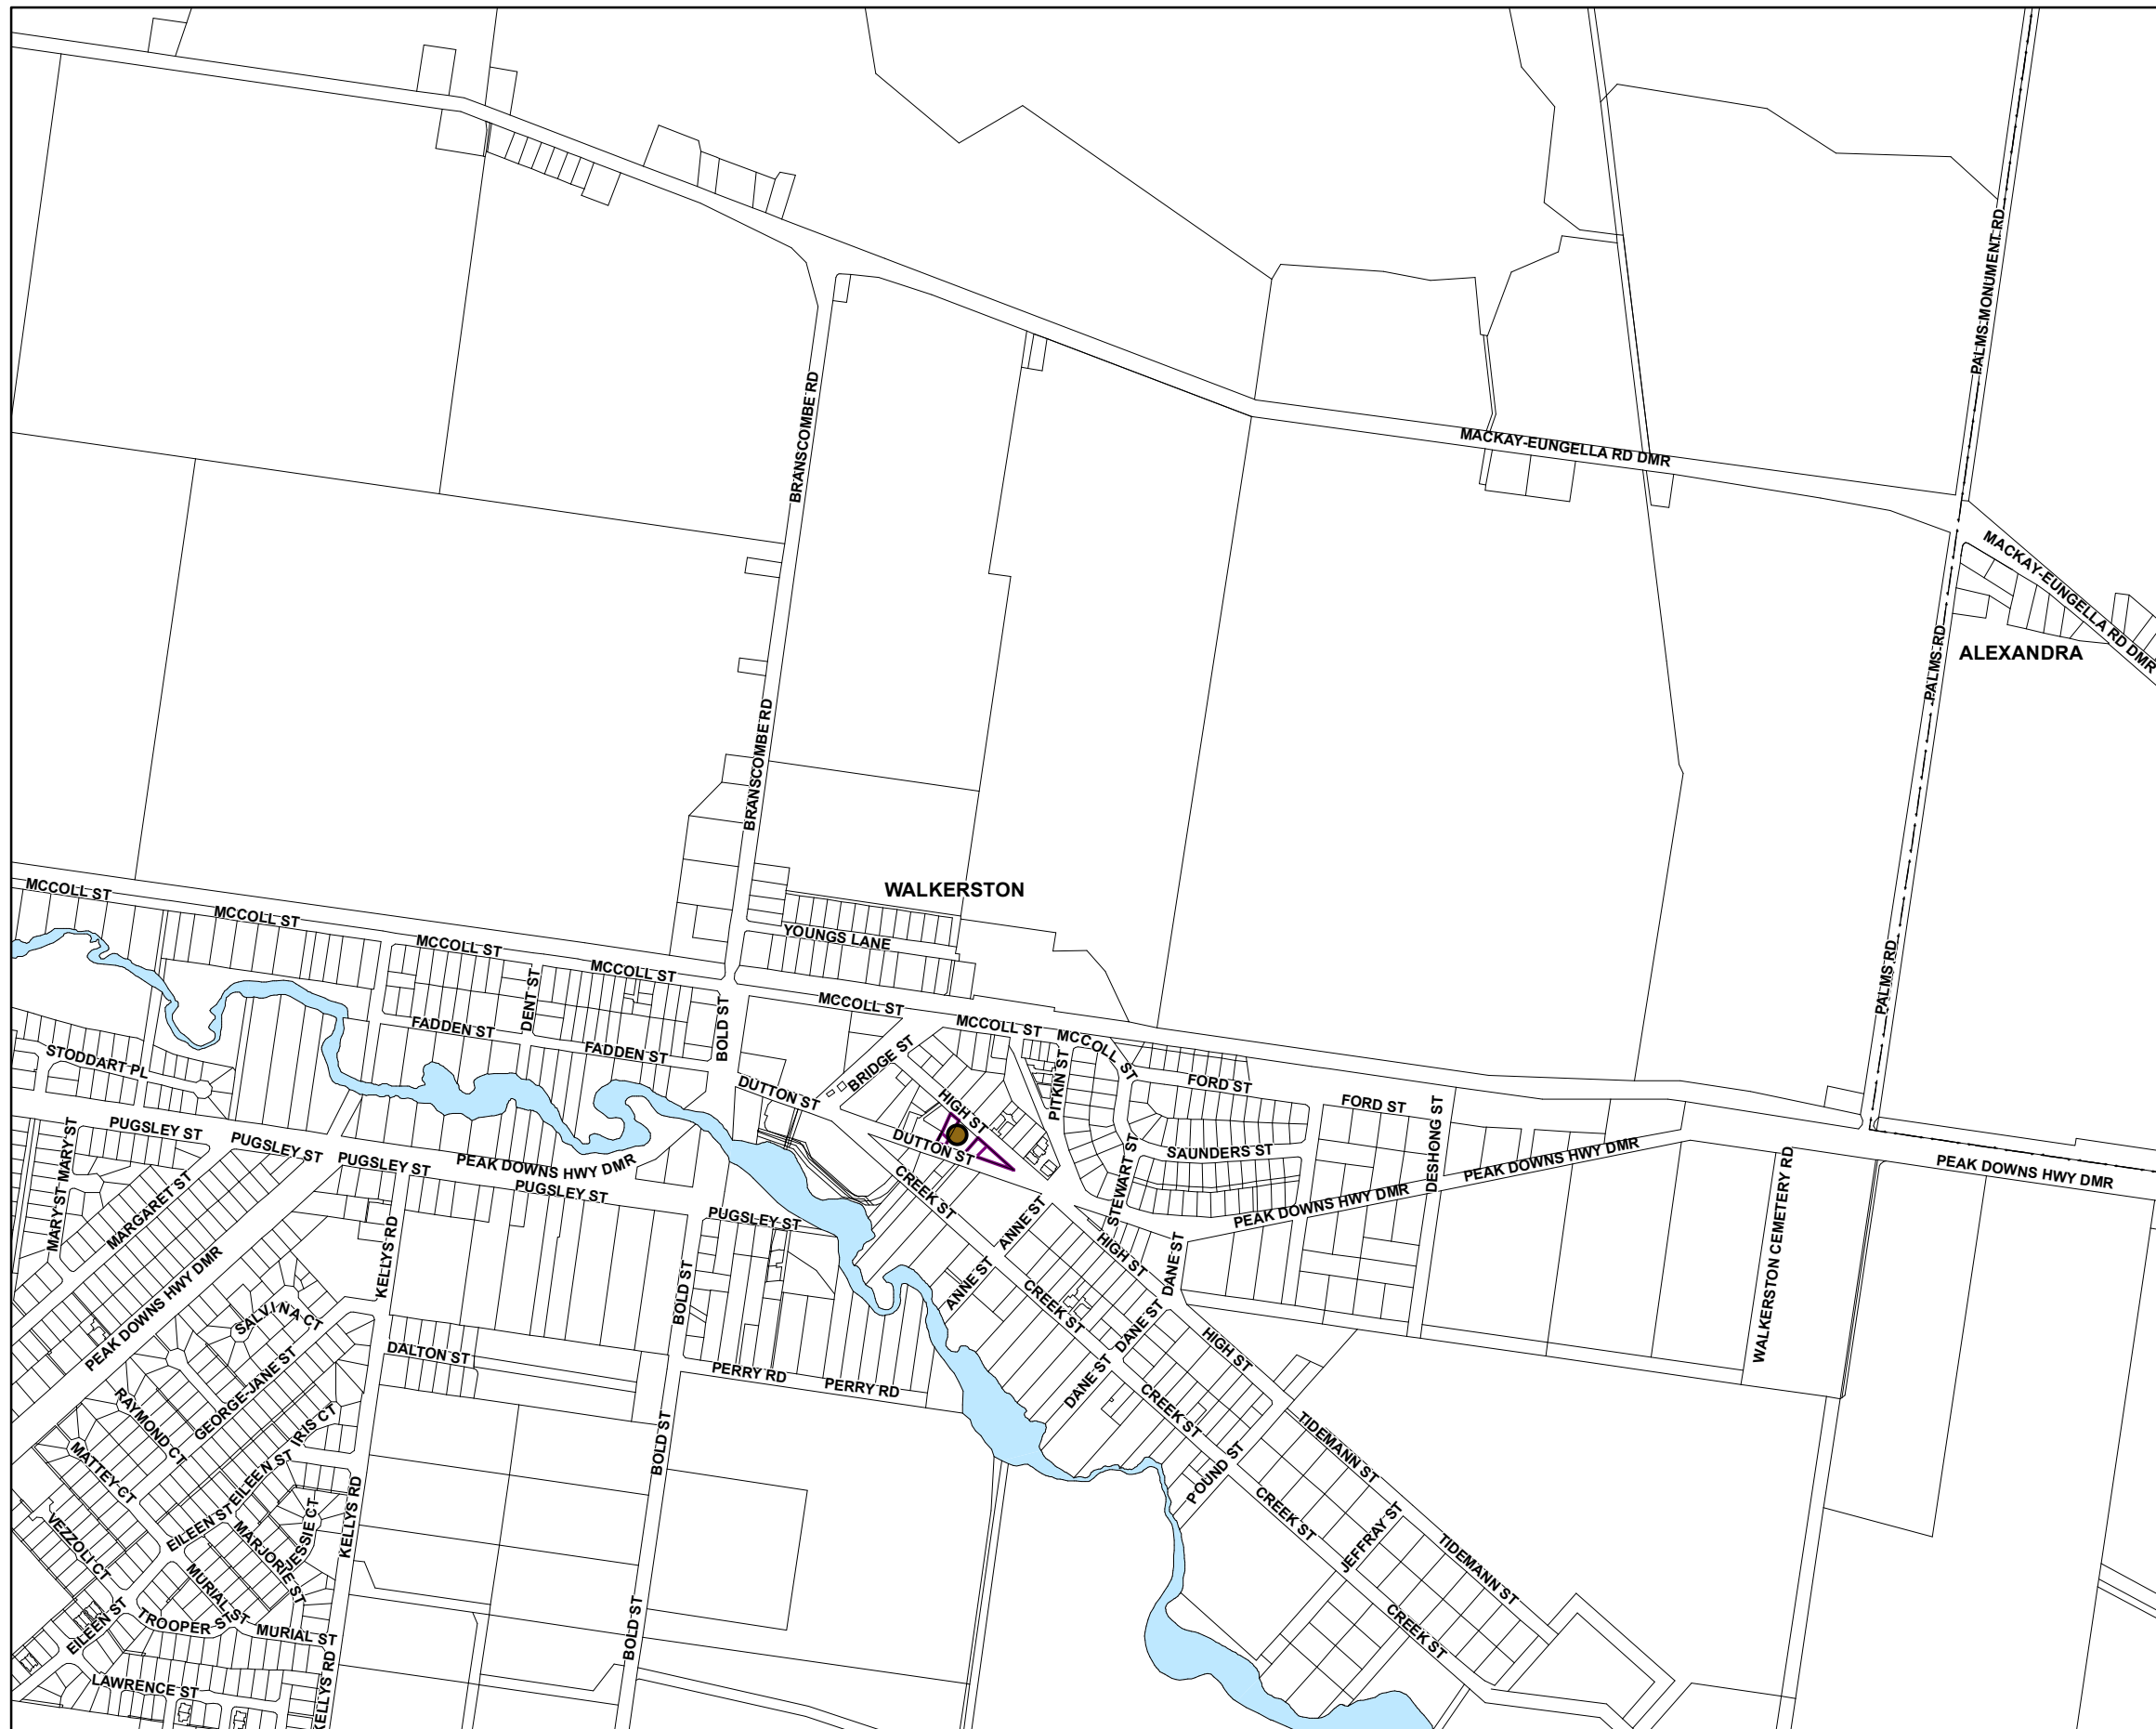 PALMS MONUMENT RD
BRANSCOMBE RD
MACKAY-EUNGELLA RD DMR
MACKAY-EUNGELLA RD DMR
ALEXANDRA
PALMS RD
BRANSCOMBE RD
WALKERSTON
MCCOLL ST
MCCOLL ST
MCCOLL ST
MCCOLL ST
YOUNGS LANE
PALMS RD
DENT ST
BOLD ST
MCCOLL ST
MCCOLL ST
MCCOLL ST
FADDEN ST
FADDEN ST
BRIDGE ST
PITKIN ST
STODDART PL
DUTTON ST
FORD ST
FORD ST
DESHONG ST
HIGH ST
DUTTON ST
PUGSLEY ST
PUGSLEY ST
PUGSLEY ST
PEAK DOWNS HWY DMR
PUGSLEY ST
PUGSLEY ST
MARY ST
MARY ST
MARGARET ST
CREEK ST
STEWART ST
SAUNDERS ST
PEAK DOWNS HWY DMR
PEAK DOWNS HWY DMR
PEAK DOWNS HWY DMR
ANNE ST
ANNE ST
HIGH ST
DANE ST
WALKERSTON CEMETERY RD
KELLYS RD
BOLD ST
PEAK DOWNS HWY DMR
SALVINA CT
CREEK ST
DANE ST
HIGH ST
DALTON ST
PERRY RD
PERRY RD
DANE ST
CREEK ST
GEORGE-JANE ST
RAYMOND CT
IRIS CT
MATTEY CT
EILEEN ST
BOLD ST
TIDEMANN ST
POUND ST
CREEK ST
KELLYS RD
JESSIE CT
EILEEN ST
VEZZOLI CT
MARJORIE ST
JEFFRAY ST
TIDEMANN ST
MURIAL ST
EILEEN ST
TROOPER ST
MURIAL ST
BOLD ST
CREEK ST
LAWRENCE ST
KELLYS RD